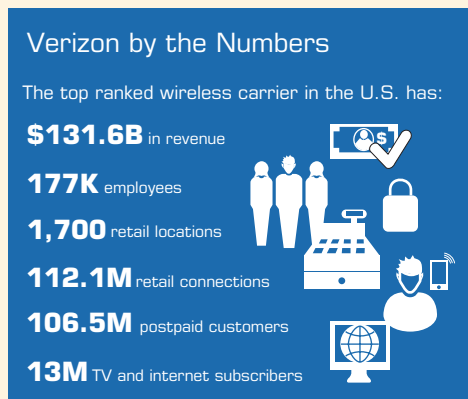 Verizon by the Numbers
The top ranked wireless carrier in the U.S. has:
$131.6B in revenue
$
177K employees
1,700 retail locations
112.1M retail connections
106.5M postpaid customers
13M TV and internet subscribers